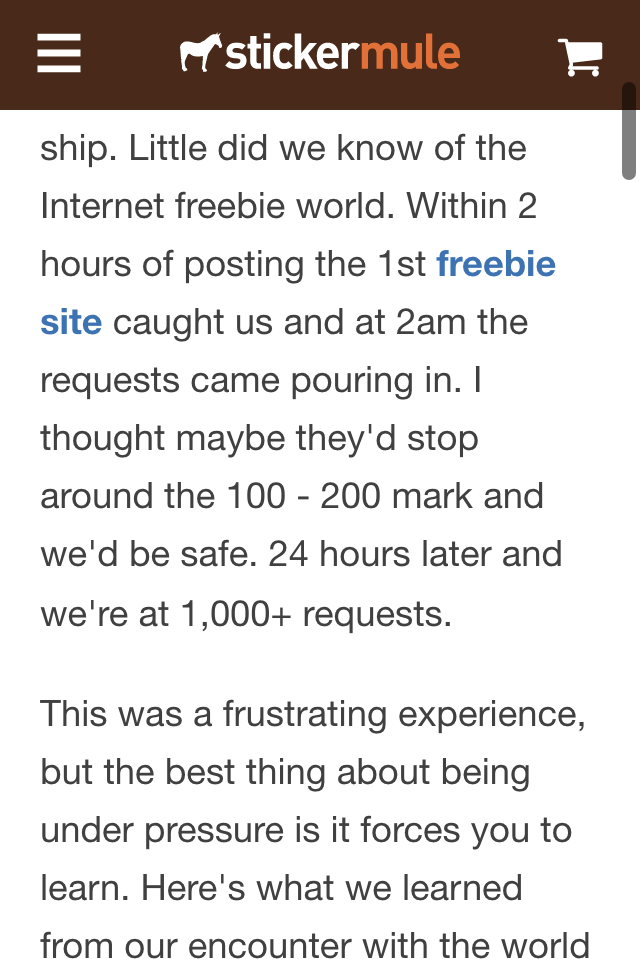 stickermule
ship. Little did we know of the
Internet freebie world. Within 2
hours of posting the 1st freebie
site caught us and at 2am the
requests came pouring in. I
thought maybe they'd stop
around the 100 - 200 mark and
we'd be safe. 24 hours later and
we're at 1,000+ requests.
This was a frustrating experience,
but the best thing about being
under pressure is it forces you to
learn. Here's what we learned
from our encounter with the world